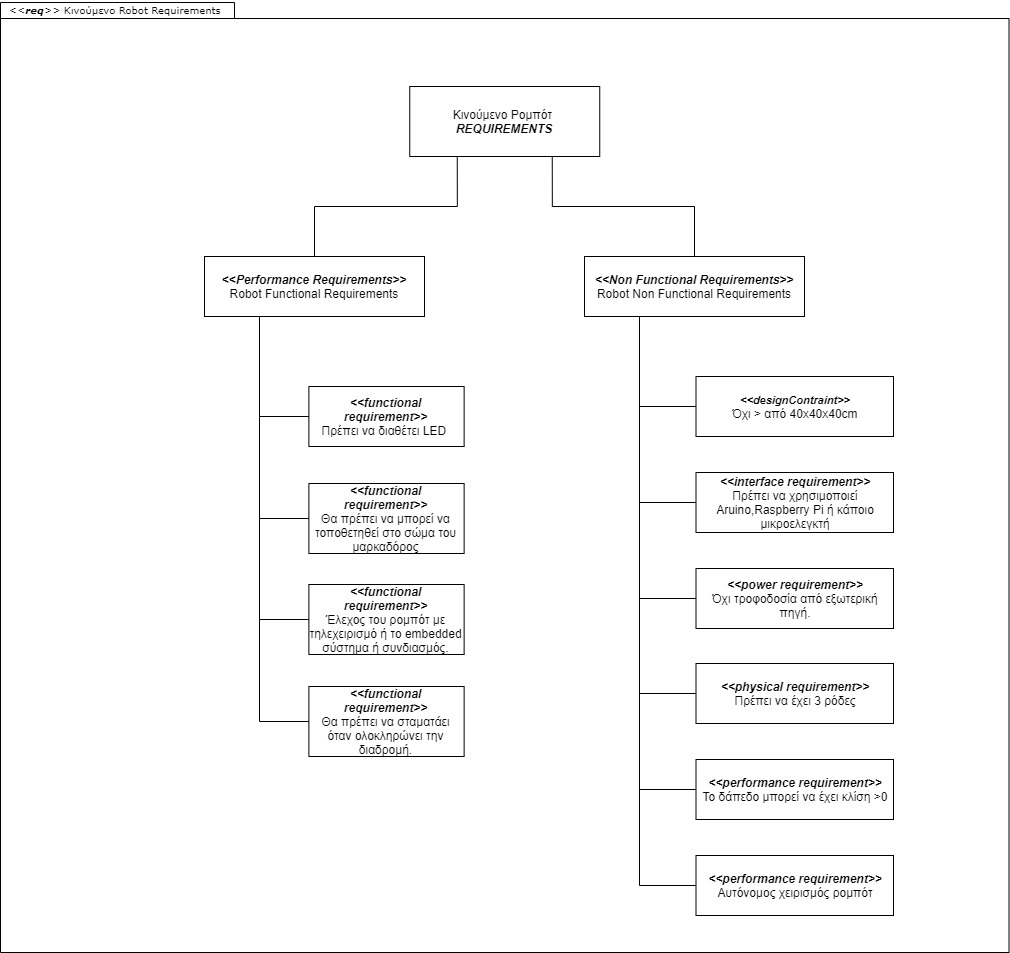 <<req>> Κινούμενο Robot Requirements
Κινούμενο Ρομπότ
REQUIREMENTS
<<Performance Requirements>>
Robot Functional Requirements
<<functional
requirement>>
Πρέπει να διαθέτει LED
<<functional
requirement>>
Θα πρέπει να μπορεί να
τοποθετηθεί στο σώμα του
μαρκαδόρος
<<functional
requirement>>
Έλεχος του ρομπότ με
τηλεχειρισμό ή το embedded
σύστημα ή συνδιασμός.
<<functional
requirement>>
Θα πρέπει να σταματάει
όταν ολοκληρώνει την
διαδρομή.
<<Non Functional Requirements>>
Robot Non Functional Requirements
<<designContraint>>
Όχι > από 40x40x40cm
<<interface requirement>>
Πρέπει να χρησιμοποιεί
Aruino,Raspberry Pi ή κάποιο
μικροελεγκτή
<<power requirement>>
Όχι τροφοδοσία από εξωτερική
πηγή.
<<physical requirement>>
Πρέπει να έχει 3 ρόδες
<<performance requirement>>
Το δάπεδο μπορεί να έχει κλίση >0
<<performance requirement>>
Αυτόνομος χειρισμός ρομπότ